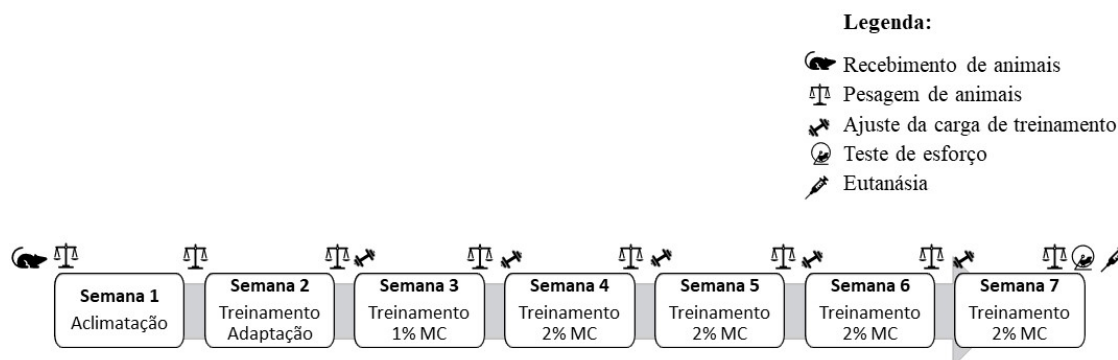 Legenda:
Recebimento de animais
Pesagem de animais
Ajuste da carga de treinamento
Teste de esforço
Eutanásia
Semana 1
Aclimatação
Semana 2
Treinamento
Adaptação
Semana 3
Treinamento
1% MC
Semana 4
Treinamento
2% MC
Semana 5
Treinamento
2% MC
Semana 6
Treinamento
2% MC
Semana 7
Treinamento
2% MC